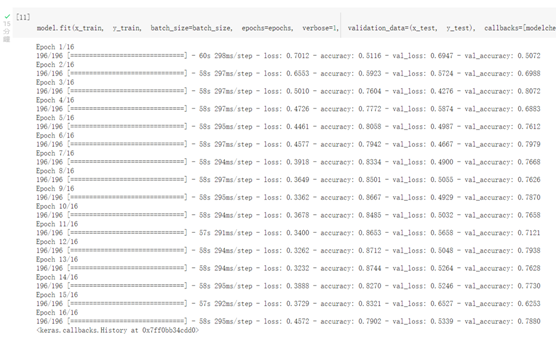 [11]
model.fit(x_train, y_train, batch_size=batch_size, epochs=epochs, verbose=1, validation_data=(x_test, y_test), callbacks=[modelche
Epoch 1/16
196/196 [==============================] - 60s 298ms/step - loss: 0.7012 - accuracy: 0.5116 - val_loss: 0.6947 - val_accuracy: 0.5072
Epoch 2/16
196/196 [==============================] - 58s 297ms/step - loss: 0.6553 - accuracy: 0.5923 - val_loss: 0.5724 - val_accuracy: 0.6988
Epoch 3/16
196/196 [==============================] - 58s 297ms/step - loss: 0.5010 - accuracy: 0.7604 - val_loss: 0.4276 - val_accuracy: 0.8072
Epoch 4/16
196/196 [==============================] - 58s 297ms/step - loss: 0.4726 - accuracy: 0.7772 - val_loss: 0.5874 - val_accuracy: 0.6883
Epoch 5/16
196/196 [==============================] - 58s 295ms/step - loss: 0.4461 - accuracy: 0.8058 - val_loss: 0.4987 - val_accuracy: 0.7612
Epoch 6/16
196/196 [==============================] - 58s 297ms/step - loss: 0.4577 - accuracy: 0.7942 - val_loss: 0.4667 - val_accuracy: 0.7979
Epoch 7/16
196/196 [==============================] - 58s 294ms/step - loss: 0.3918 - accuracy: 0.8334 - val_loss: 0.4900 - val_accuracy: 0.7668
Epoch 8/16
196/196 [==============================] - 58s 297ms/step - loss: 0.3649 - accuracy: 0.8501 - val_loss: 0.5055 - val_accuracy: 0.7626
Epoch 9/16
196/196 [==============================] - 58s 295ms/step - loss: 0.3362 - accuracy: 0.8667 - val_loss: 0.4929 - val_accuracy: 0.7870
Epoch 10/16
196/196 [==============================] - 58s 294ms/step - loss: 0.3678 - accuracy: 0.8485 - val_loss: 0.5032 - val_accuracy: 0.7658
Epoch 11/16
196/196 [==============================] - 57s 291ms/step - loss: 0.3400 - accuracy: 0.8653 - val_loss: 0.5658 - val_accuracy: 0.7121
Epoch 12/16
196/196 [==============================] - 58s 294ms/step - loss: 0.3262 - accuracy: 0.8712 - val_loss: 0.5048 - val_accuracy: 0.7938
Epoch 13/16
196/196 [==============================] - 58s 294ms/step - loss: 0.3232 - accuracy: 0.8744 - val_loss: 0.5264 - val_accuracy: 0.7628
Epoch 14/16
196/196 [==============================] - 58s 295ms/step - loss: 0.3888 - accuracy: 0.8270 - val_loss: 0.5246 - val_accuracy: 0.7730
Epoch 15/16
196/196 [==============================] - 57s 292ms/step - loss: 0.3729 - accuracy: 0.8321 - val_loss: 0.6527 - val_accuracy: 0.6253
Epoch 16/16
196/196 [==============================] - 58s 295ms/step - loss: 0.4572 - accuracy: 0.7902 - val_loss: 0.5339 - val_accuracy: 0.7880
<keras.callbacks.History at 0x7ff0bb34cdd0>